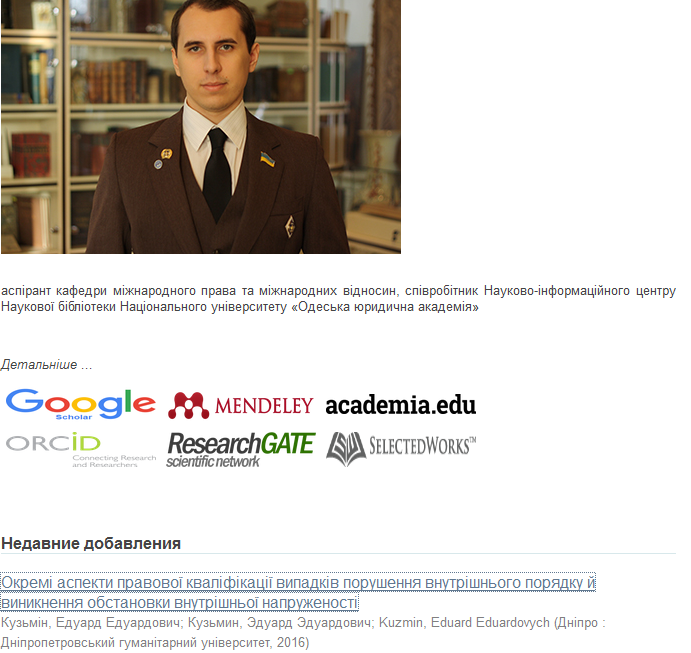 аспірант кафедри міжнародного права та міжнародних відносин, співробітник Науково-інформаційного центру
Наукової бібліотеки Національного університету «Одеська юридична академія»
Детальніше ...
Google
Scholar
MENDELEY
academia.edu
ORCID
Connecting Research
and Researchers
ResearchGATE
scientific network
SELECTEDWORKS™
Недавние добавления
Окремі аспекти правової кваліфікації випадків порушення внутрішнього порядку й
виникнення обстановки внутрішньої напруженості
Кузьмін, Едуард Едуардович; Кузьмин, Эдуард Эдуардович; Kuzmin, Eduard Eduardovych (Дніпро :
Дніпропетровський гуманітарний університет, 2016)